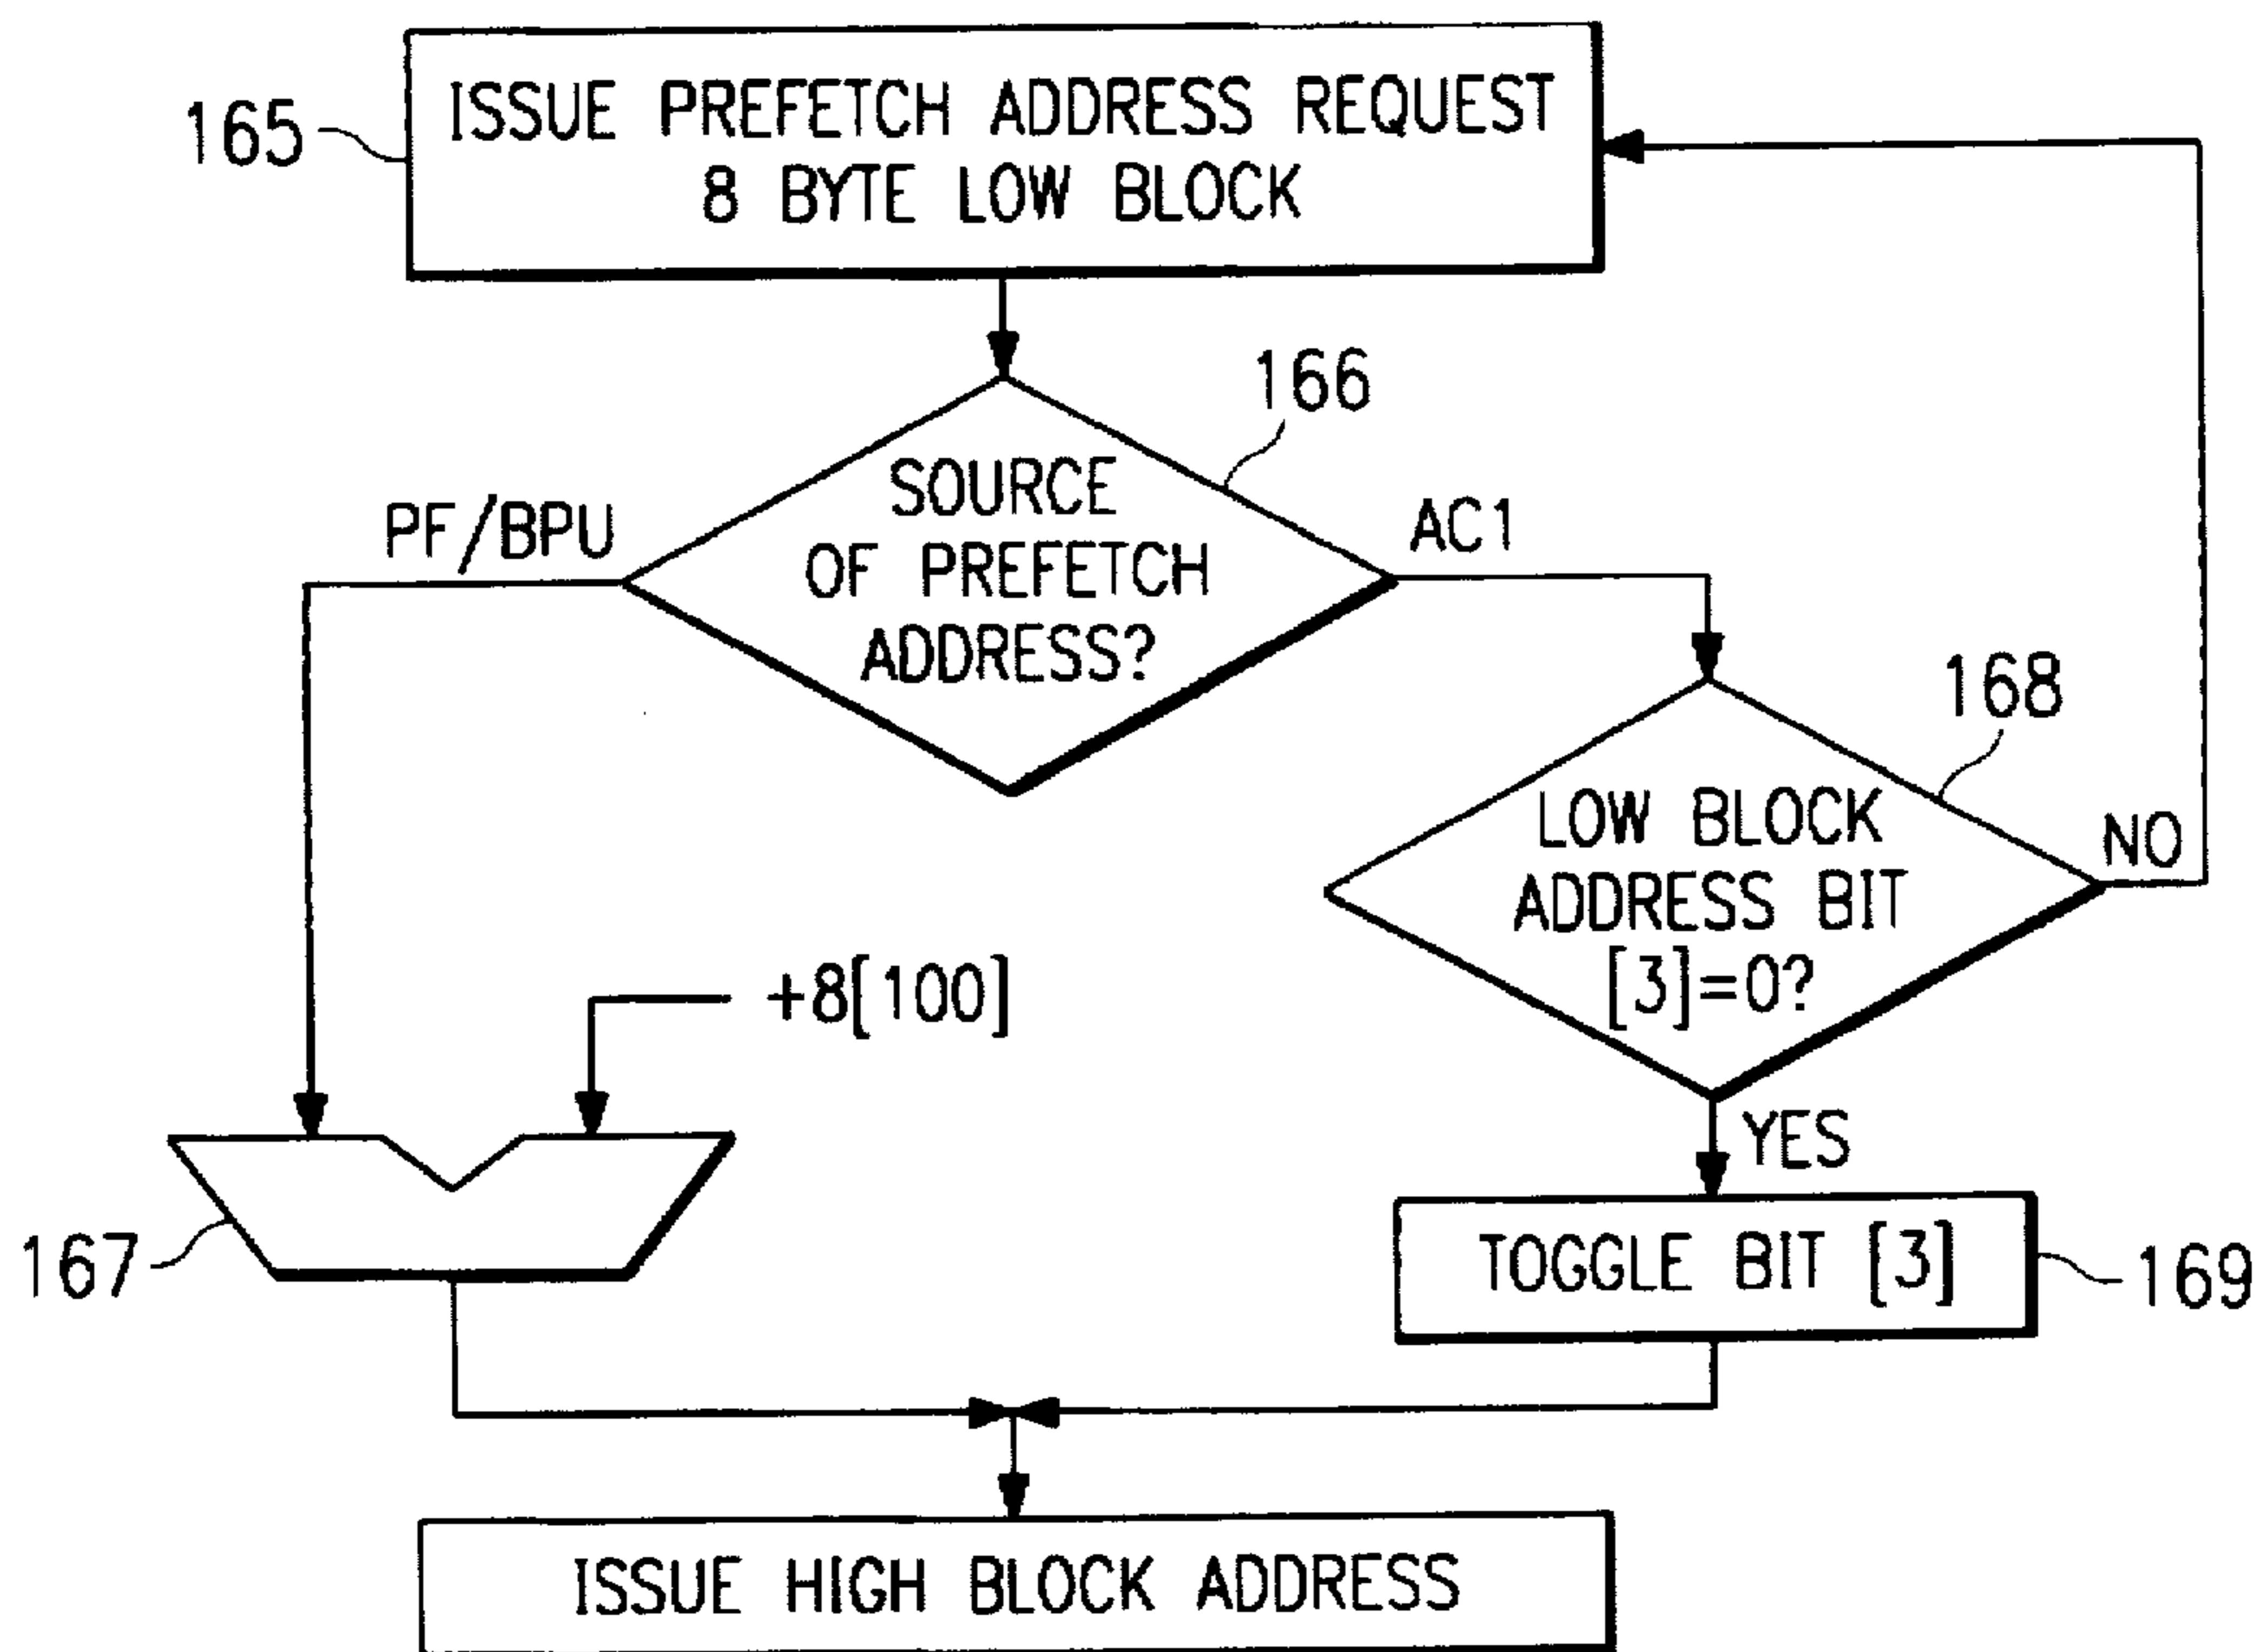 ISSUE PREFETCH ADDRESS REQUEST
8 BYTE LOW BLOCK
165
166
SOURCE
OF PREFETCH
ADDRESS?
PF/BPU
AC1
168
LOW BLOCK
ADDRESS BIT
[3]=0?
NO
+8[100]
YES
167
TOGGLE BIT [3]
169
ISSUE HIGH BLOCK ADDRESS